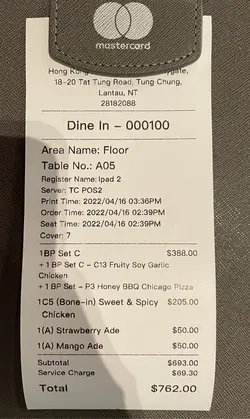 mastercard
Hong Kong
18-20 Tat Tung Road, Tung Chung,
Lantau, NT
28182088
Dine In - 000100
Area Name: Floor
Table No.: A05
Register Name: Ipad 2
Server: TC POS2
Print Time: 2022/04/16 03:36PM
Order Time: 2022/04/16 02:39PM
Seat Time: 2022/04/16 02:39PM
Cover: 7
1BP Set C $388.00
+ 1 BP Set C - C13 Fruity Soy Garlic
Chicken
+ 1 BP Set - P3 Honey BBQ Chicago Pizza
1C5 (Bone-in) Sweet & Spicy $205.00
Chicken
1(A) Strawberry Ade $50.00
1(A) Mango Ade $50.00
Subtotal $693.00
Service Charge $69.30
Total $762.00